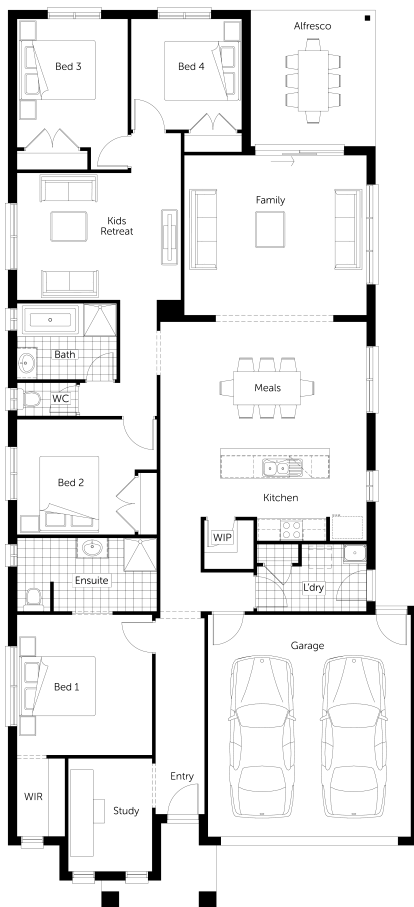 Alfresco
Bed 3
Bed 4
Family
Kids
Retreat
Bath
Meals
WC
Bed 2
Kitchen
WIP
Ensuite
L'dry
Garage
Bed 1
Entry
WIR
Study